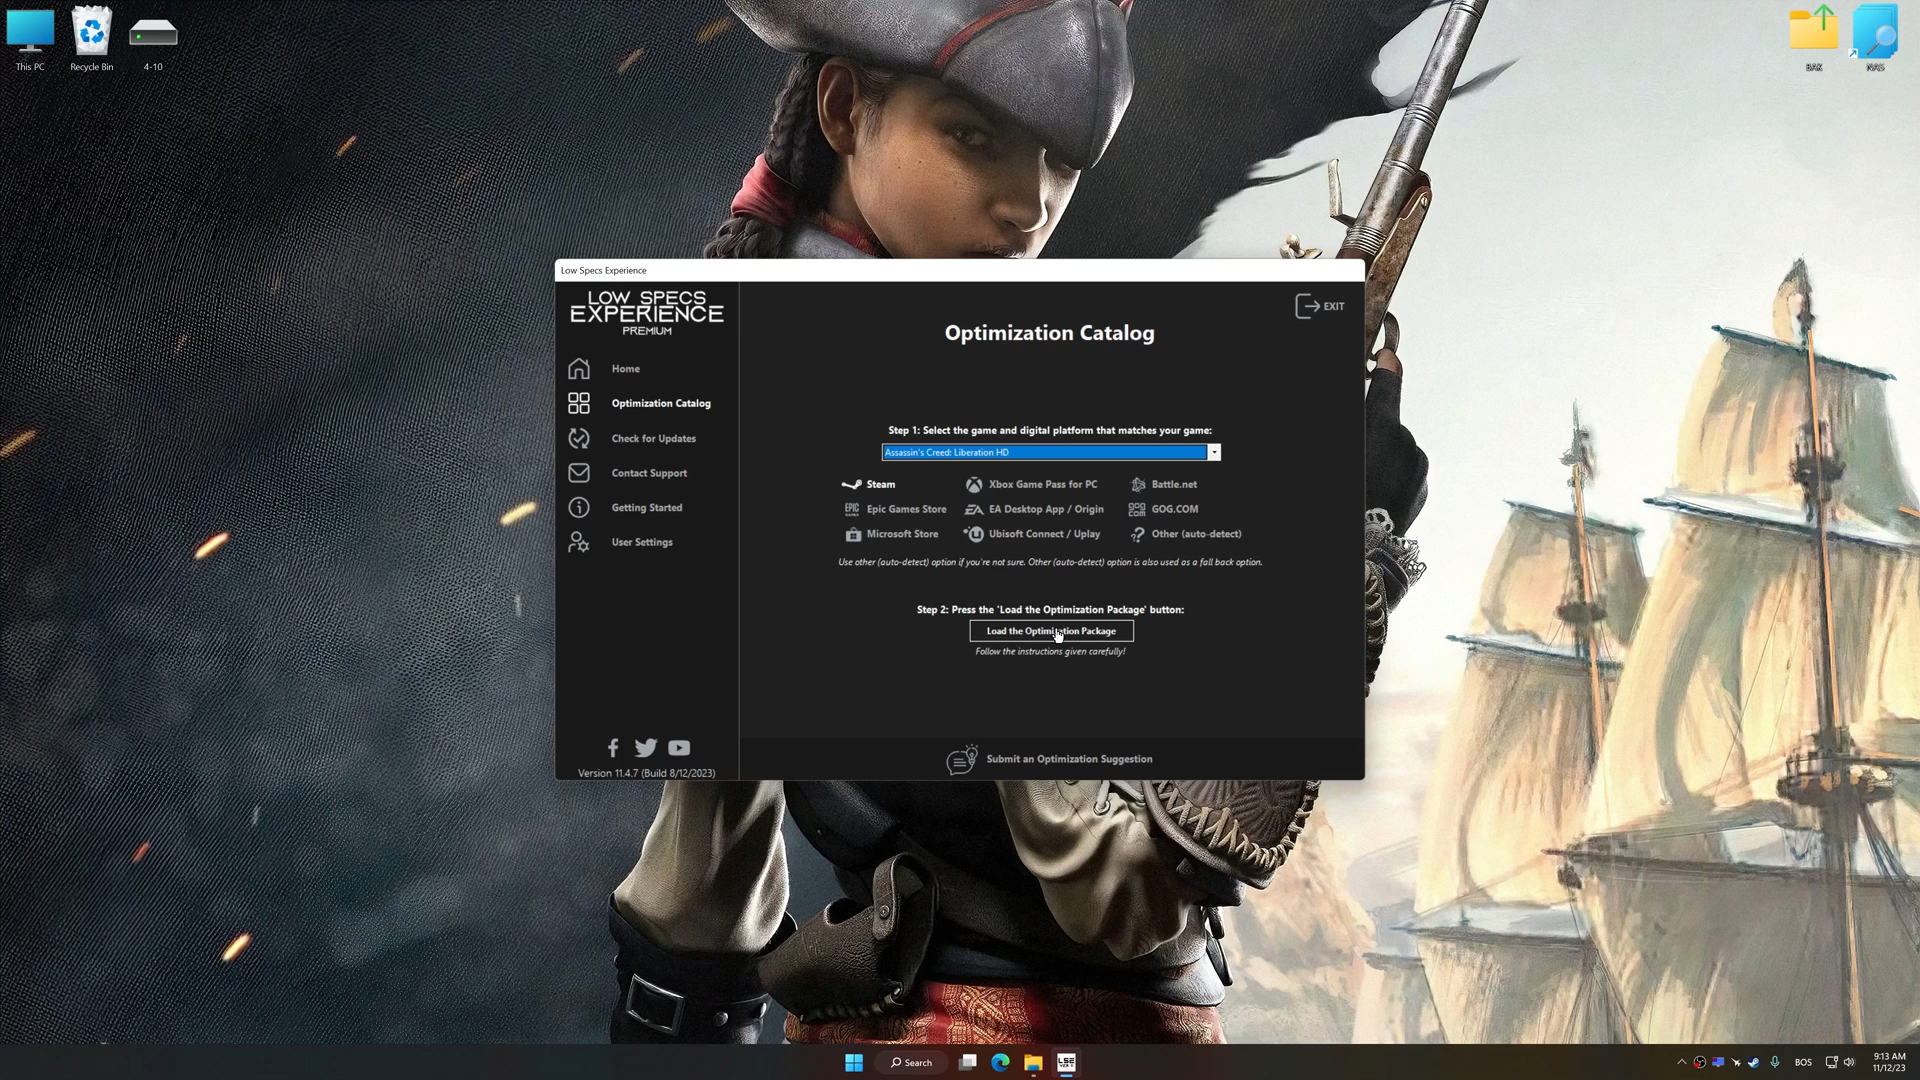 This PC
Recycle Bin
4-10
BAK
NAS
Low Specs Experience
LOW SPECS
EXPERIENCE
PREMIUM
EXIT
Optimization Catalog
Home
Optimization Catalog
Check for Updates
Contact Support
Getting Started
User Settings
Step 1: Select the game and digital platform that matches your game:
Assassin's Creed: Liberation HD
Steam
Xbox Game Pass for PC
Battle.net
EPIC
Epic Games Store
EA Desktop App / Origin
GOG.COM
Microsoft Store
Ubisoft Connect / Uplay
Other (auto-detect)
Use other (auto-detect) option if you're not sure. Other (auto-detect) option is also used as a fall back option.
Step 2: Press the 'Load the Optimization Package' button:
Load the Optimization Package
Follow the instructions given carefully!
Submit an Optimization Suggestion
Version 11.4.7 (Build 8/12/2023)
Search
LSE
BOS
9:13 AM
11/12/23